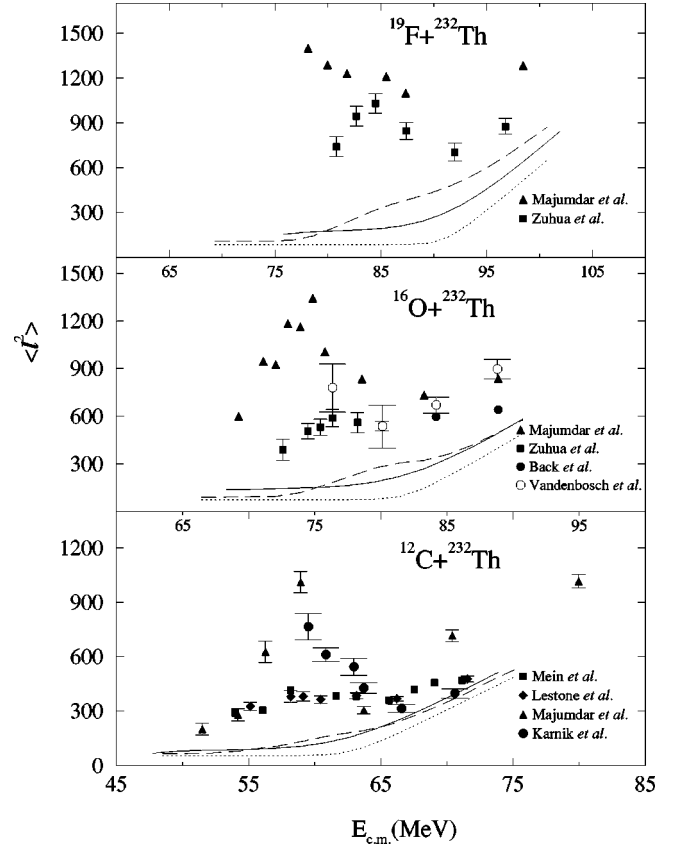 1500
1200
900
600
300
¹⁹F+²³²Th
Majumdar et al.
Zuhua et al.
65 75 85 95 105
1500
1200
900
600
300
<l²>
¹⁶O+²³²Th
Majumdar et al.
Zuhua et al.
Back et al.
Vandenbosch et al.
65 75 85 95
1200
900
600
300
0
¹²C+²³²Th
Mein et al.
Lestone et al.
Majumdar et al.
Karnik et al.
45 55 65 75 85
E_c.m.(MeV)